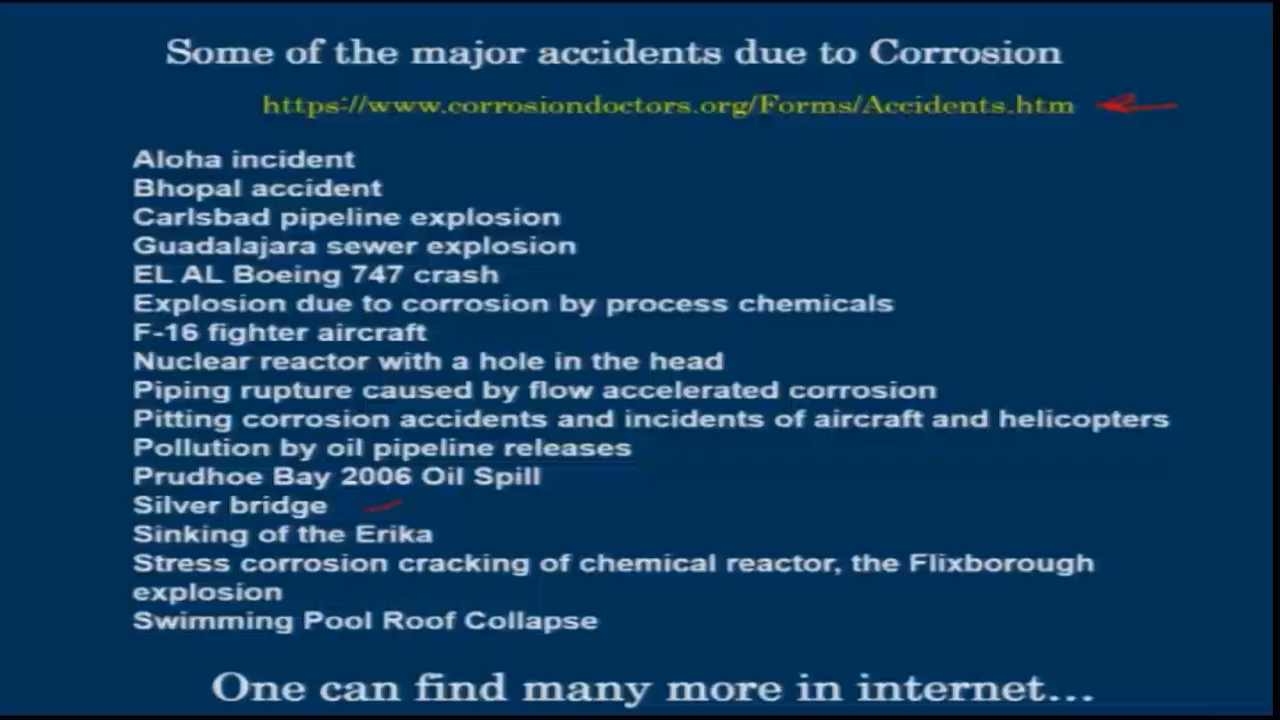 Some of the major accidents due to Corrosion
https://www.corrosiondoctors.org/Forms/Accidents.htm
Aloha incident
Bhopal accident
Carlsbad pipeline explosion
Guadalajara sewer explosion
EL AL Boeing 747 crash
Explosion due to corrosion by process chemicals
F-16 fighter aircraft
Nuclear reactor with a hole in the head
Piping rupture caused by flow accelerated corrosion
Pitting corrosion accidents and incidents of aircraft and helicopters
Pollution by oil pipeline releases
Prudhoe Bay 2006 Oil Spill
Silver bridge
Sinking of the Erika
Stress corrosion cracking of chemical reactor, the Flixborough
explosion
Swimming Pool Roof Collapse
One can find many more in internet...